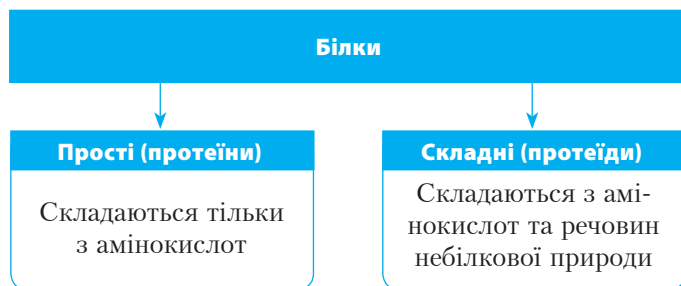 Білки
Прості (протеїни)
Складаються тільки
з амінокислот
Складні (протеїди)
Складаються з амі-
нокислот та речовин
небілкової природи